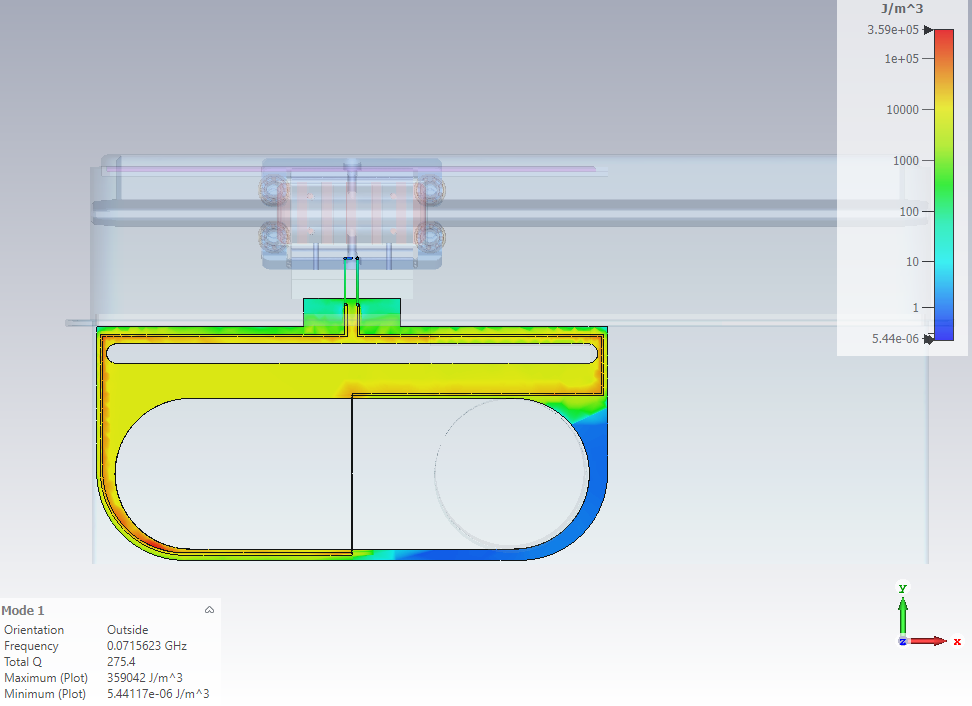 J/m^3
3.59e+05
1e+05
10000
1000
100
10
1
5.44e-06
y
z
x
Mode 1
Orientation Outside
Frequency 0.0715623 GHz
Total Q 275.4
Maximum (Plot) 359042 J/m^3
Minimum (Plot) 5.44117e-06 J/m^3